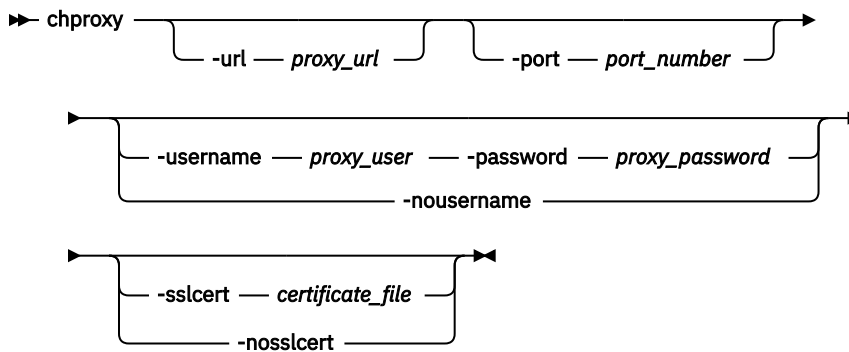 chproxy
-url proxy_url -port port_number
-username proxy_user -password proxy_password
-nousername
-sslcert certificate_file
-nosslcert